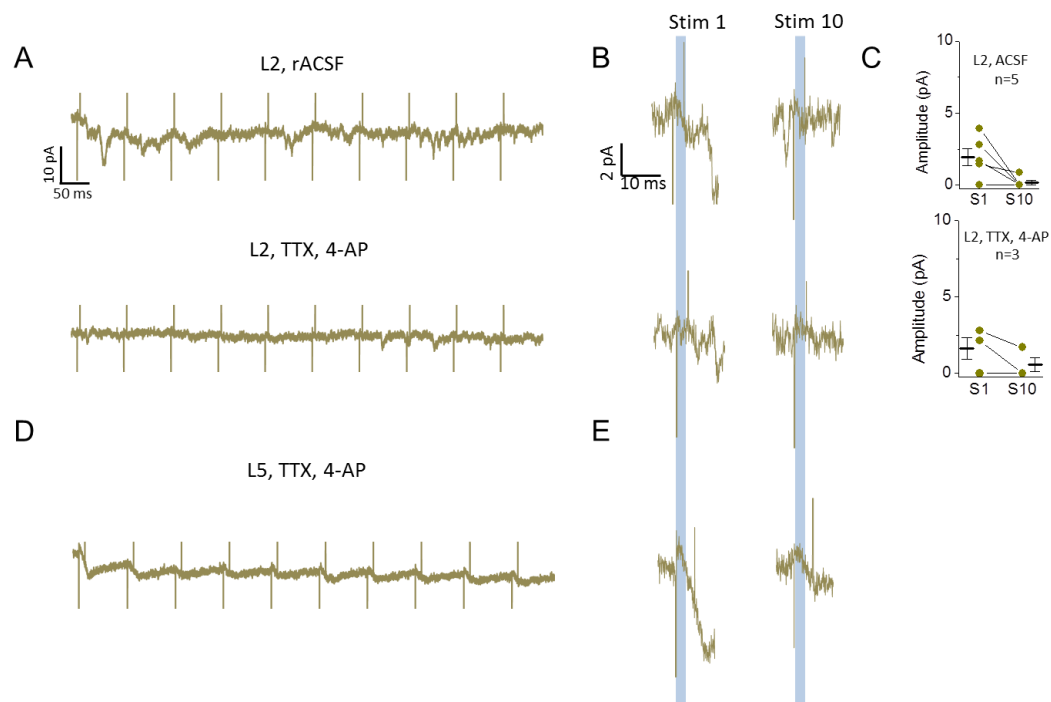 Stim 1
Stim 10
A
L2, rACSF
10 pA
50 ms
L2, TTX, 4-AP
B
2 pA
10 ms
C
10
L2, ACSF
n=5
Amplitude (pA)
5
0
S1
S10
10
L2, TTX, 4-AP
n=3
Amplitude (pA)
5
0
S1
S10
D
L5, TTX, 4-AP
E